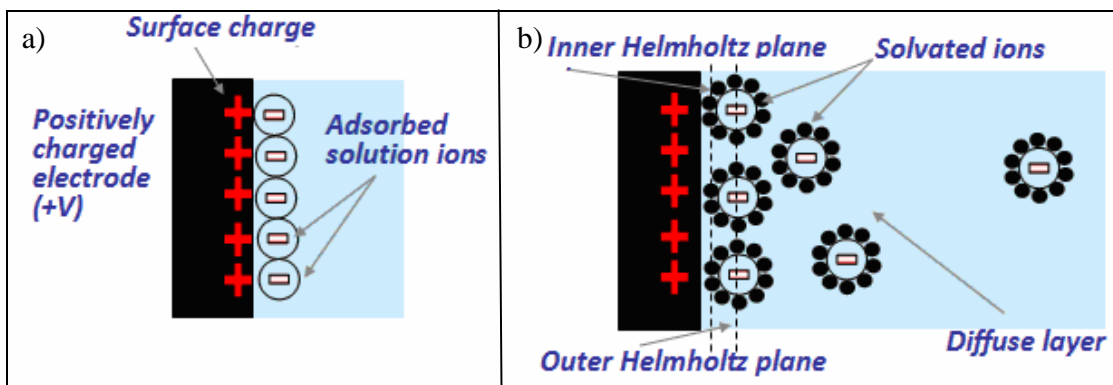 a)
Surface charge
Positively
charged
electrode
(+V)
Adsorbed
solution ions
b)
Inner Helmholtz plane
Solvated ions
Outer Helmholtz plane
Diffuse layer